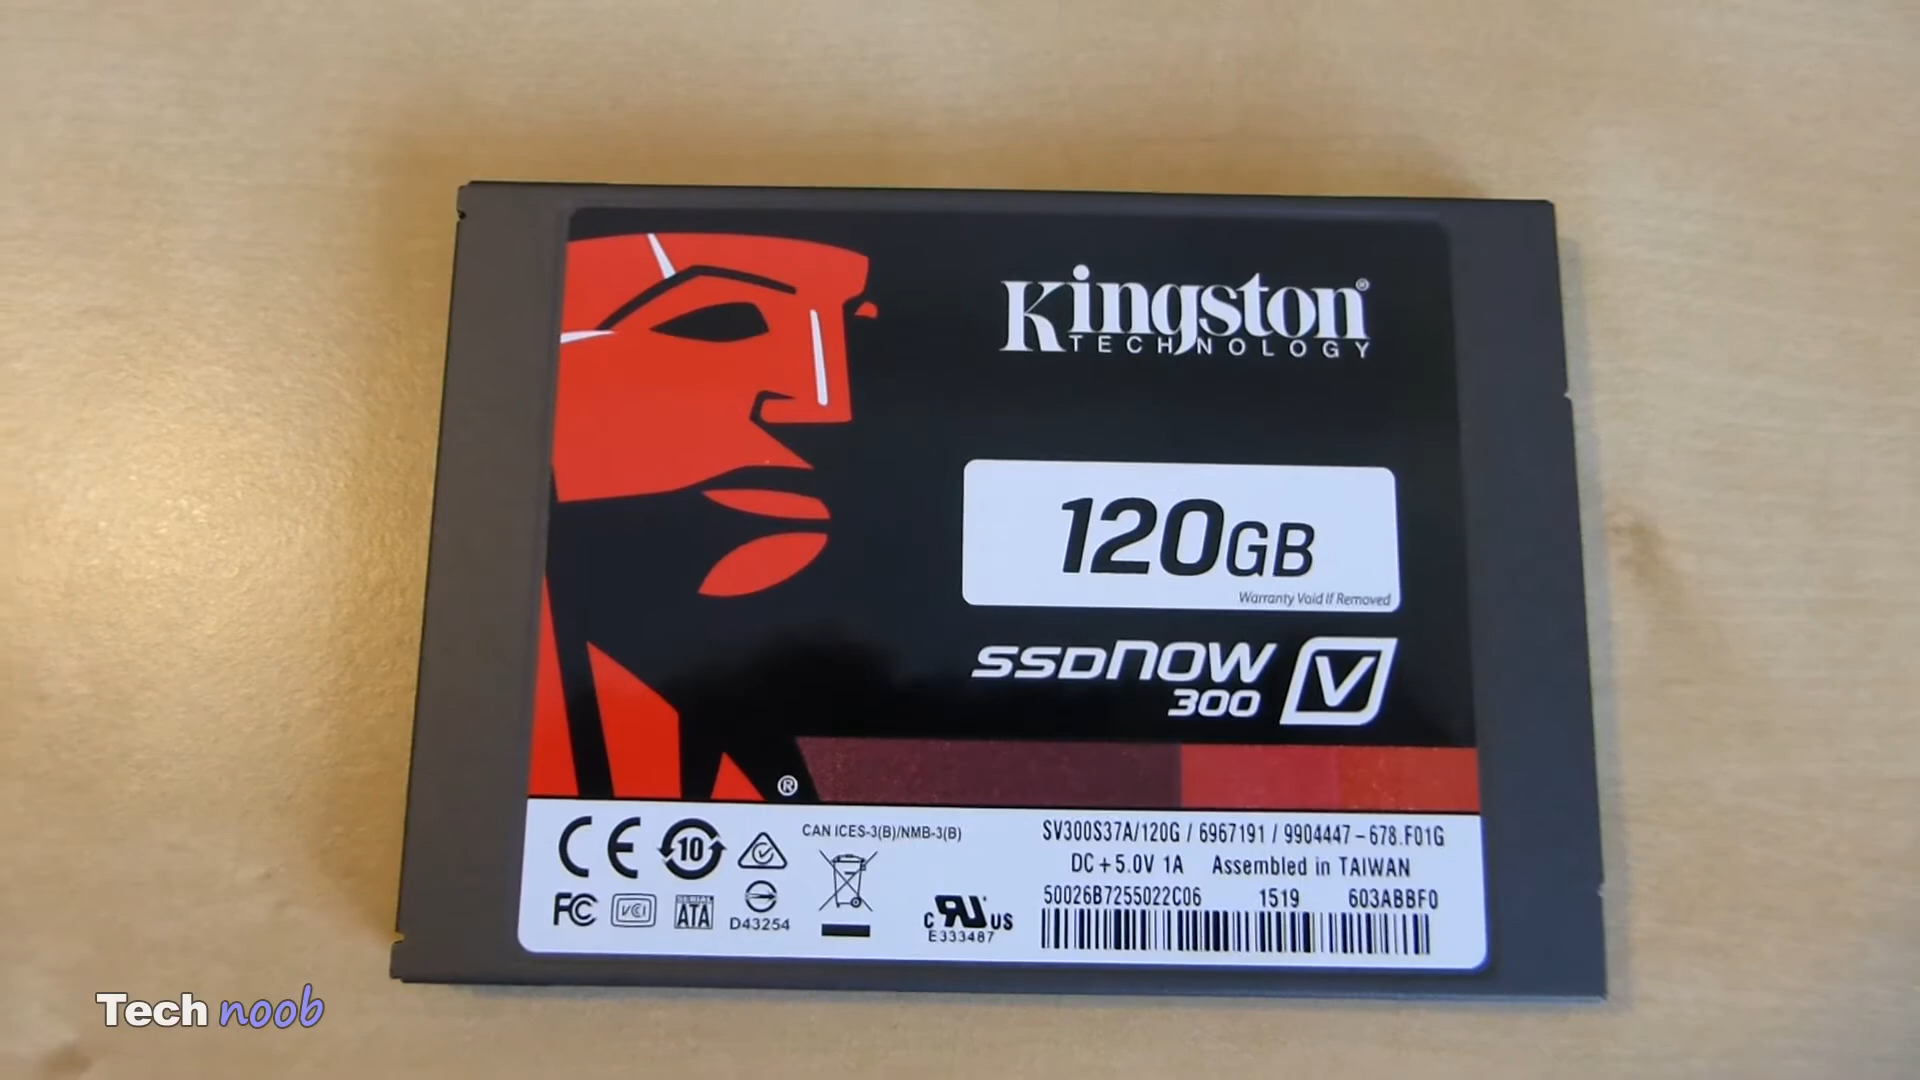 Kingston®
TECHNOLOGY
120GB
Warranty Void If Removed
SSDNOW
300
V
®
CE 10 CAN ICES-3(B)/NMB-3(B)
FC VCI SERIAL ATA D43254
c RU US
E333487
SV300S37A/120G / 6967191 / 9904447-678.F01G
DC+5.0V 1A Assembled in TAIWAN
50026B7255022C06 1519 603ABBF0
Tech noob